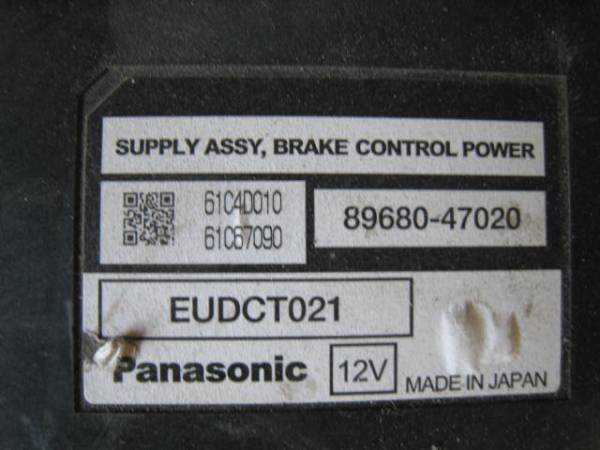 SUPPLY ASSY, BRAKE CONTROL POWER
61C4D010
61C67090
89680-47020
EUDCT021
Panasonic
12V
MADE IN JAPAN